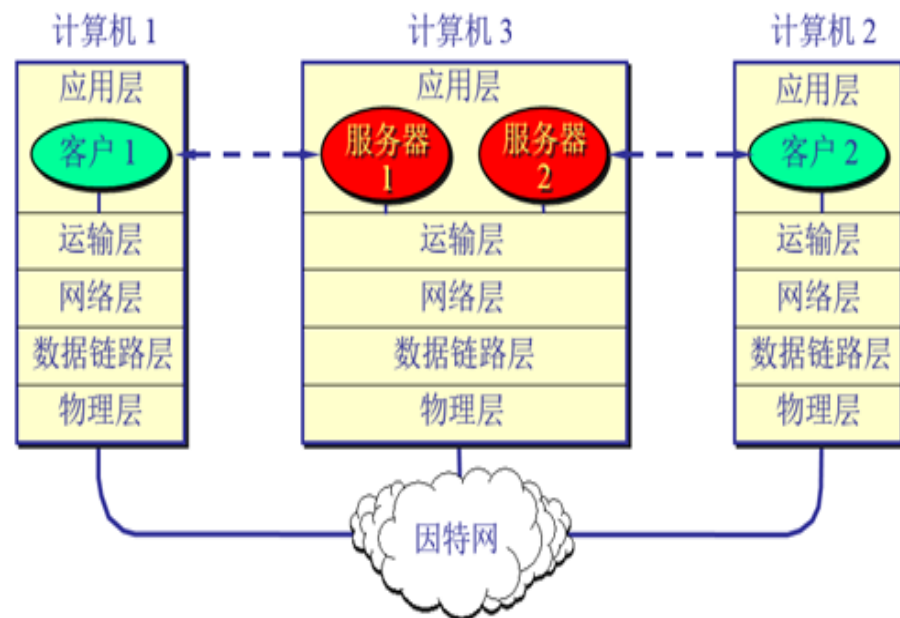 计算机 1
应用层
客户 1
运输层
网络层
数据链路层
物理层
计算机 3
应用层
服务器
1
服务器
2
运输层
网络层
数据链路层
物理层
计算机 2
应用层
客户 2
运输层
网络层
数据链路层
物理层
因特网